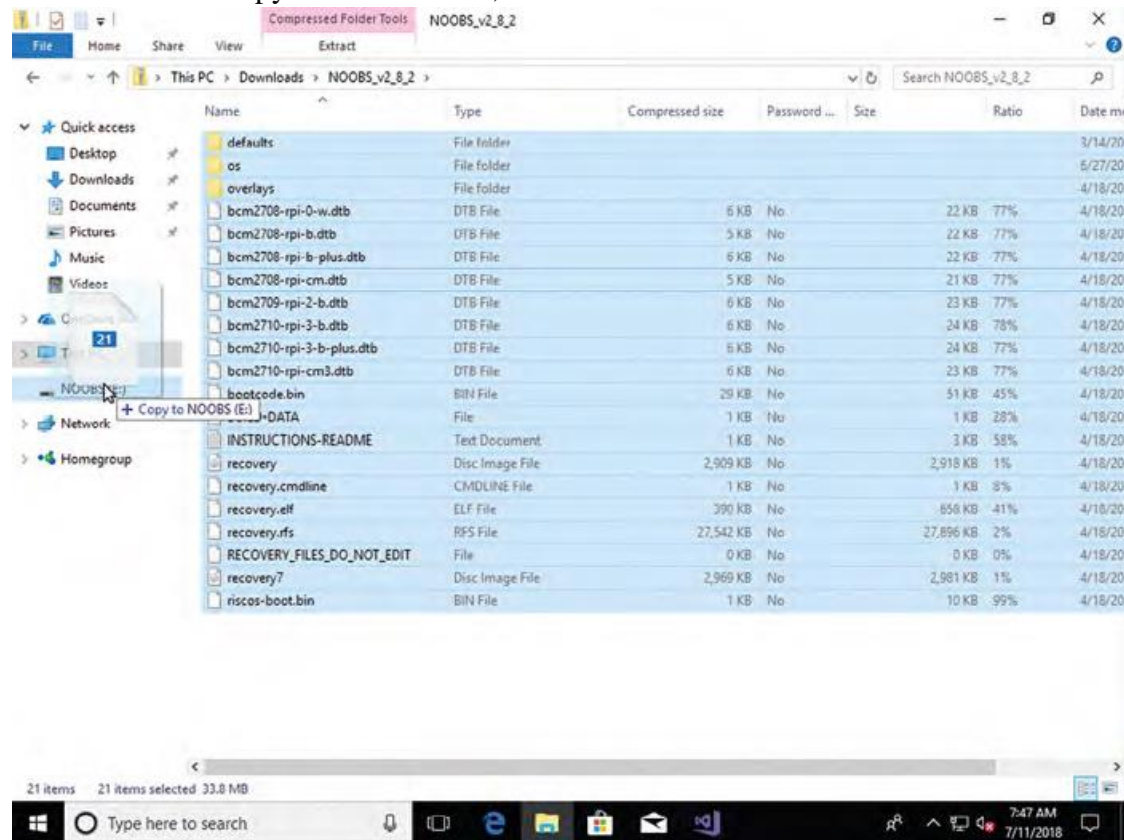 Compressed Folder Tools NOOBS_v2_8_2
File Home Share View Extract
This PC > Downloads > NOOBS_v2_8_2 > Search NOOBS_v2_8_2
Name Type Compressed size Password ... Size Ratio Date mo
Quick access
Desktop
Downloads
Documents
Pictures
Music
Videos
21
NOOBS (E:)
+ Copy to NOOBS (E:)
Network
Homegroup
defaults File folder 3/14/20
os File folder 6/27/20
overlays File folder 4/18/20
bcm2708-rpi-0-w.dtb DTB File 6 KB No 22 KB 77% 4/18/20
bcm2708-rpi-b.dtb DTB File 5 KB No 22 KB 77% 4/18/20
bcm2708-rpi-b-plus.dtb DTB File 6 KB No 22 KB 77% 4/18/20
bcm2708-rpi-cm.dtb DTB File 5 KB No 21 KB 77% 4/18/20
bcm2709-rpi-2-b.dtb DTB File 6 KB No 23 KB 77% 4/18/20
bcm2710-rpi-3-b.dtb DTB File 6 KB No 24 KB 78% 4/18/20
bcm2710-rpi-3-b-plus.dtb DTB File 6 KB No 24 KB 77% 4/18/20
bcm2710-rpi-cm3.dtb DTB File 6 KB No 23 KB 77% 4/18/20
bootcode.bin BIN File 29 KB No 51 KB 45% 4/18/20
-DATA File 1 KB No 1 KB 28% 4/18/20
INSTRUCTIONS-README Text Document 1 KB No 3 KB 58% 4/18/20
recovery Disc Image File 2,909 KB No 2,918 KB 1% 4/18/20
recovery.cmdline CMDLINE File 1 KB No 1 KB 8% 4/18/20
recovery.elf ELF File 390 KB No 658 KB 41% 4/18/20
recovery.rfs RFS File 27,542 KB No 27,896 KB 2% 4/18/20
RECOVERY_FILES_DO_NOT_EDIT File 0 KB No 0 KB 0% 4/18/20
recovery7 Disc Image File 2,969 KB No 2,981 KB 1% 4/18/20
riscos-boot.bin BIN File 1 KB No 10 KB 99% 4/18/20
21 items 21 items selected 33.8 MB
Type here to search 7:47 AM
7/11/2018